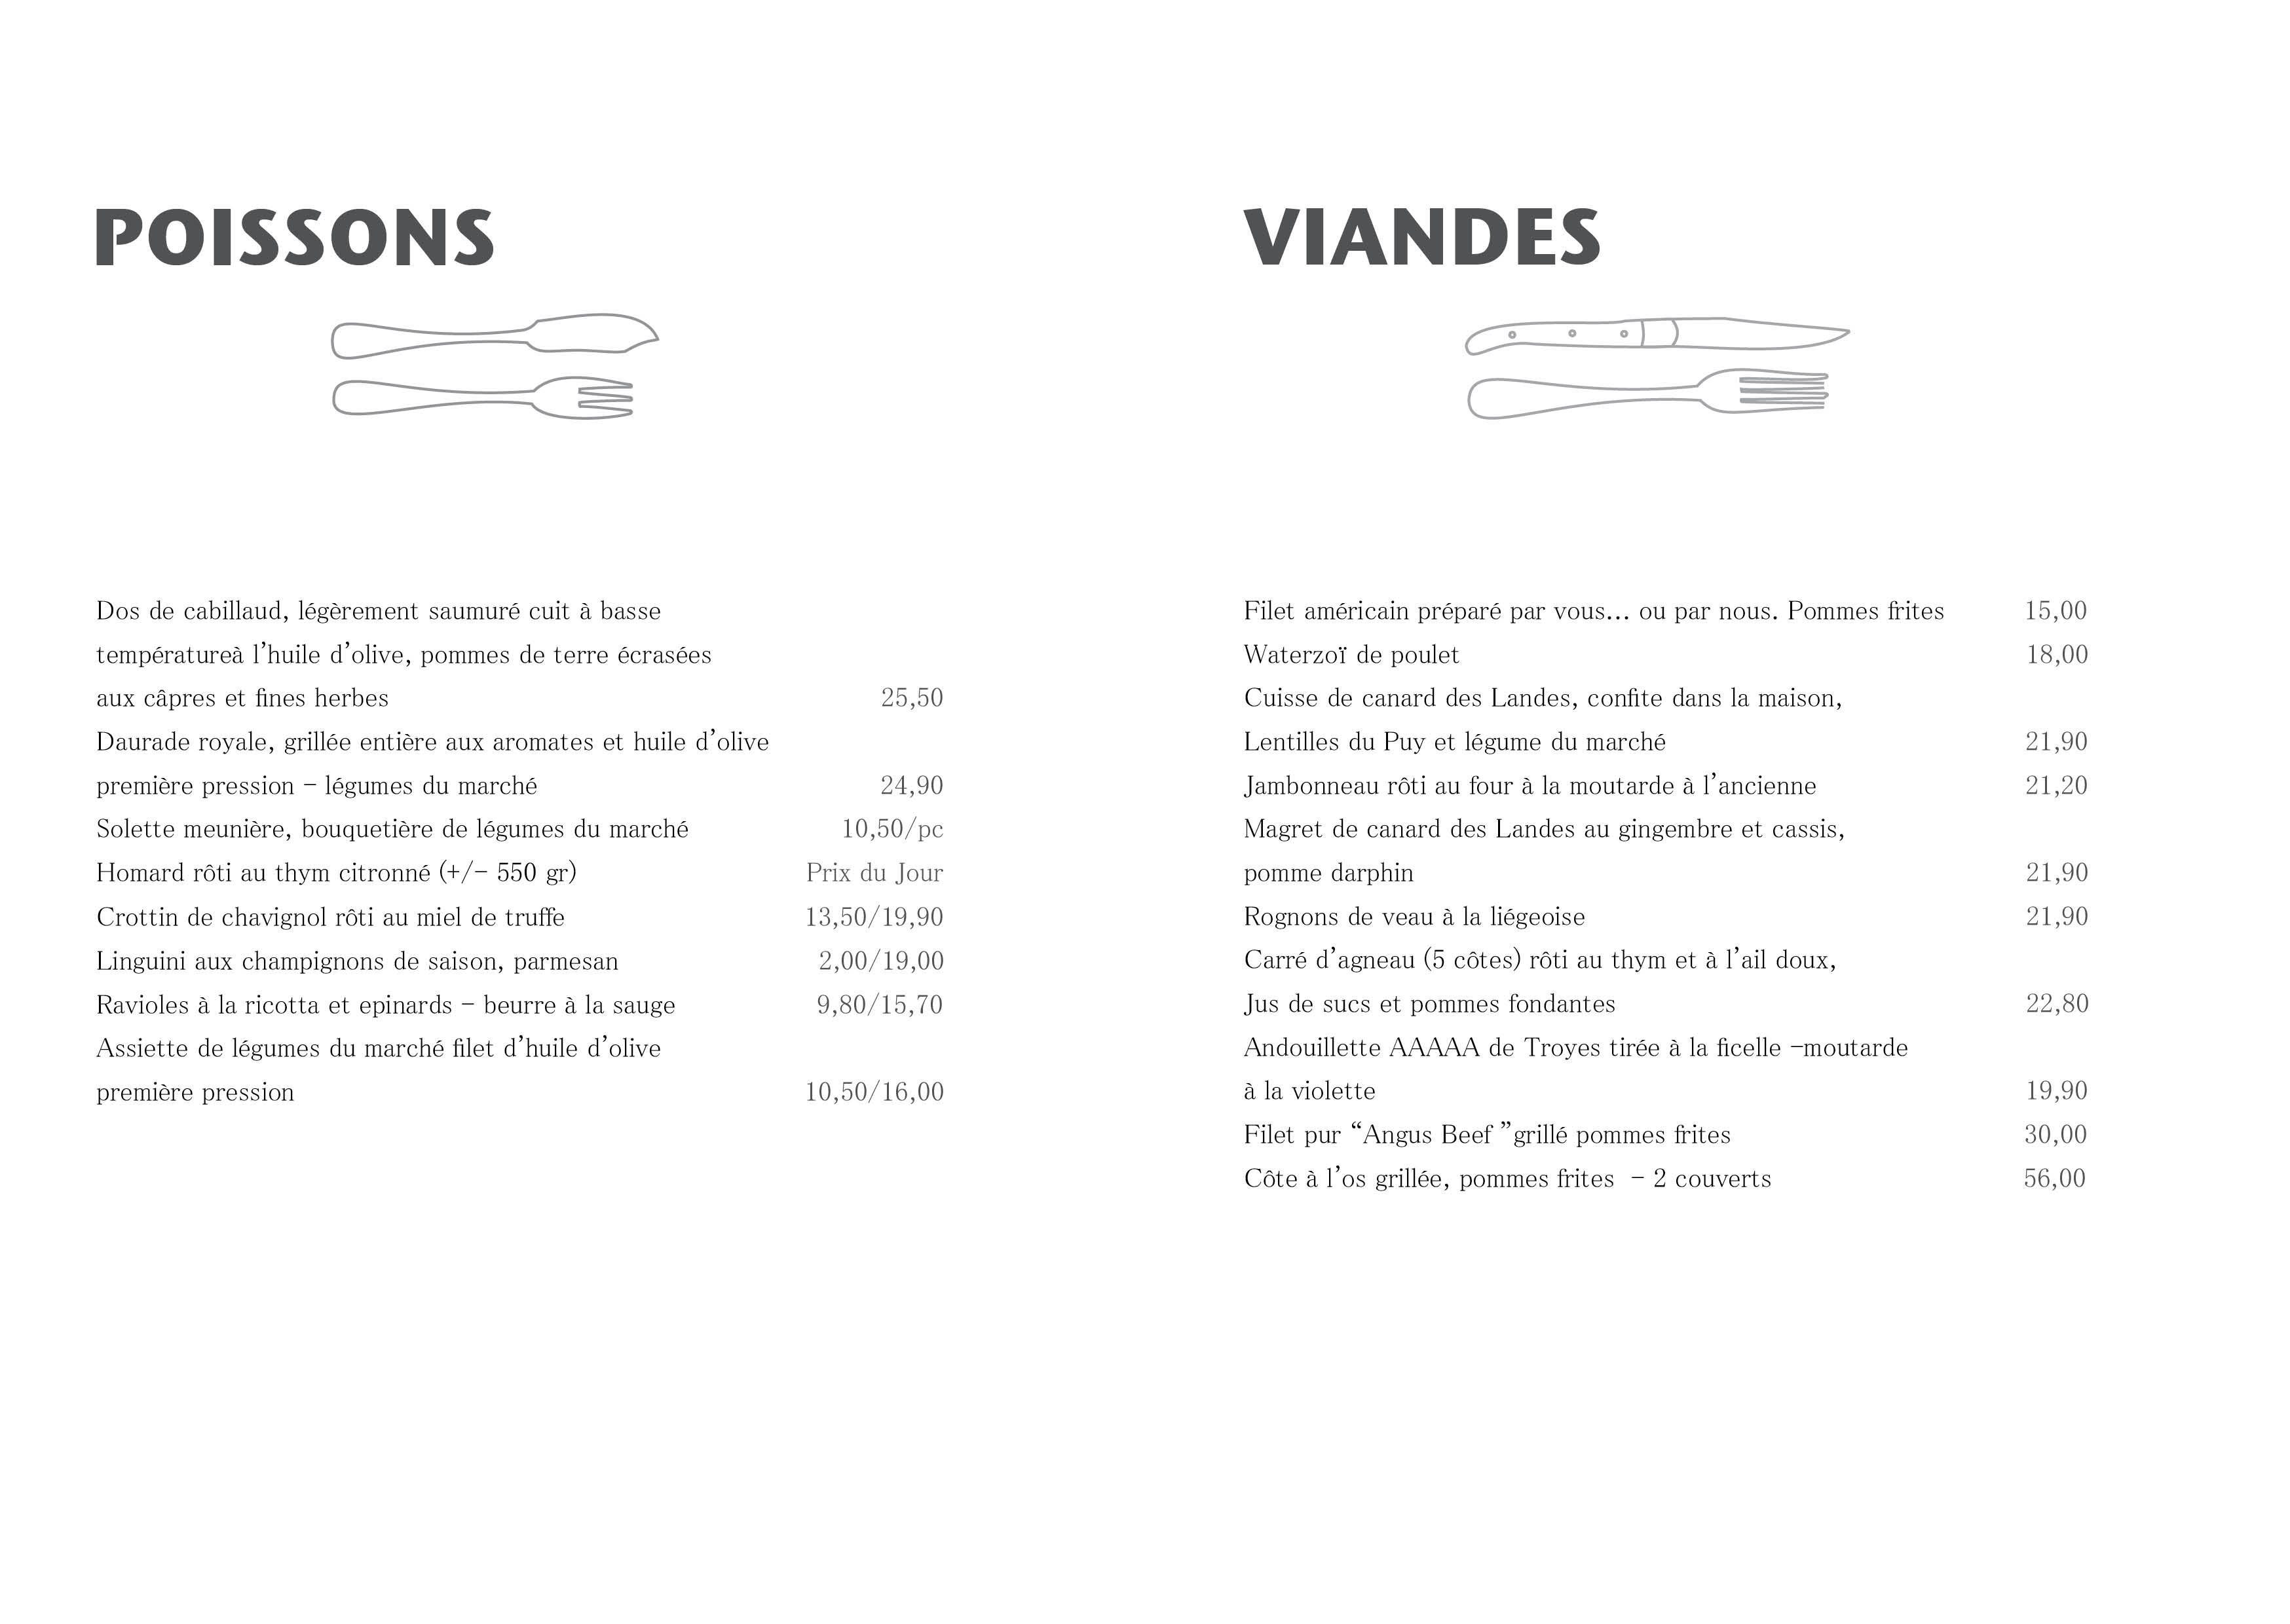 POISSONS
Dos de cabillaud, légèrement saumuré cuit à basse
températureà l’huile d’olive, pommes de terre écrasées
aux câpres et fines herbes 25,50
Daurade royale, grillée entière aux aromates et huile d’olive
première pression – légumes du marché 24,90
Solette meunière, bouquetière de légumes du marché 10,50/pc
Homard rôti au thym citronné (+/– 550 gr) Prix du Jour
Crottin de chavignol rôti au miel de truffe 13,50/19,90
Linguini aux champignons de saison, parmesan 2,00/19,00
Ravioles à la ricotta et epinards – beurre à la sauge 9,80/15,70
Assiette de légumes du marché filet d’huile d’olive
première pression 10,50/16,00
VIANDES
Filet américain préparé par vous... ou par nous. Pommes frites 15,00
Waterzoï de poulet 18,00
Cuisse de canard des Landes, confite dans la maison,
Lentilles du Puy et légume du marché 21,90
Jambonneau rôti au four à la moutarde à l’ancienne 21,20
Magret de canard des Landes au gingembre et cassis,
pomme darphin 21,90
Rognons de veau à la liégeoise 21,90
Carré d’agneau (5 côtes) rôti au thym et à l’ail doux,
Jus de sucs et pommes fondantes 22,80
Andouillette AAAAA de Troyes tirée à la ficelle –moutarde
à la violette 19,90
Filet pur “Angus Beef ”grillé pommes frites 30,00
Côte à l’os grillée, pommes frites  – 2 couverts 56,00